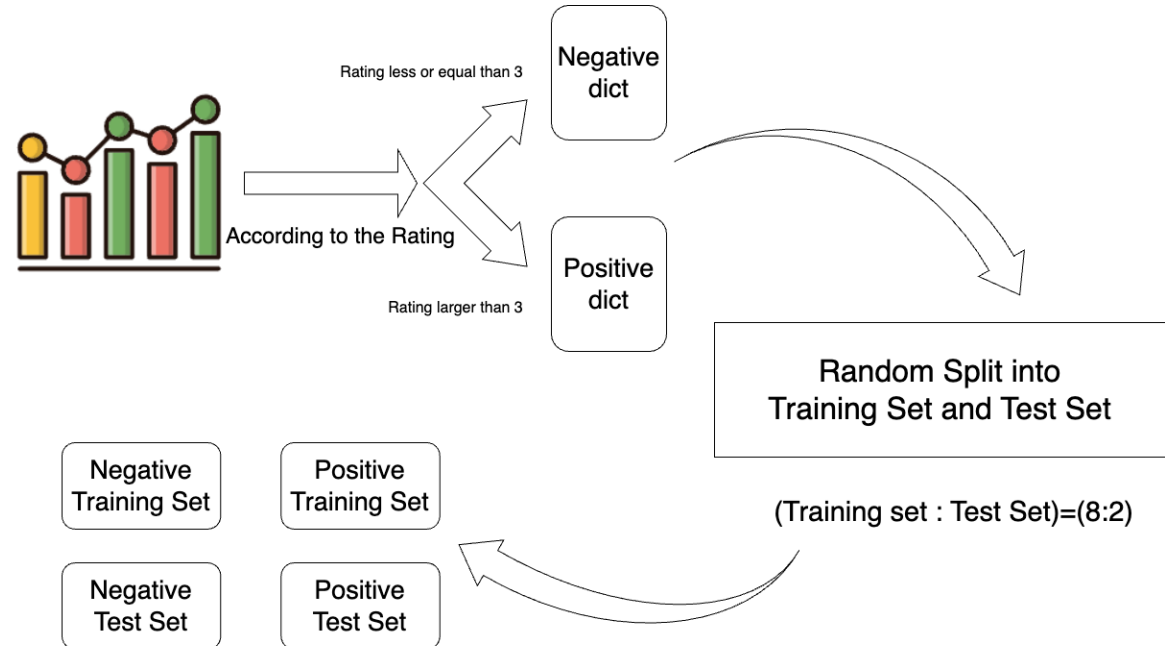 Rating less or equal than 3
Negative
dict
According to the Rating
Positive
dict
Rating larger than 3
Random Split into
Training Set and Test Set
(Training set : Test Set)=(8:2)
Negative
Training Set
Positive
Training Set
Negative
Test Set
Positive
Test Set